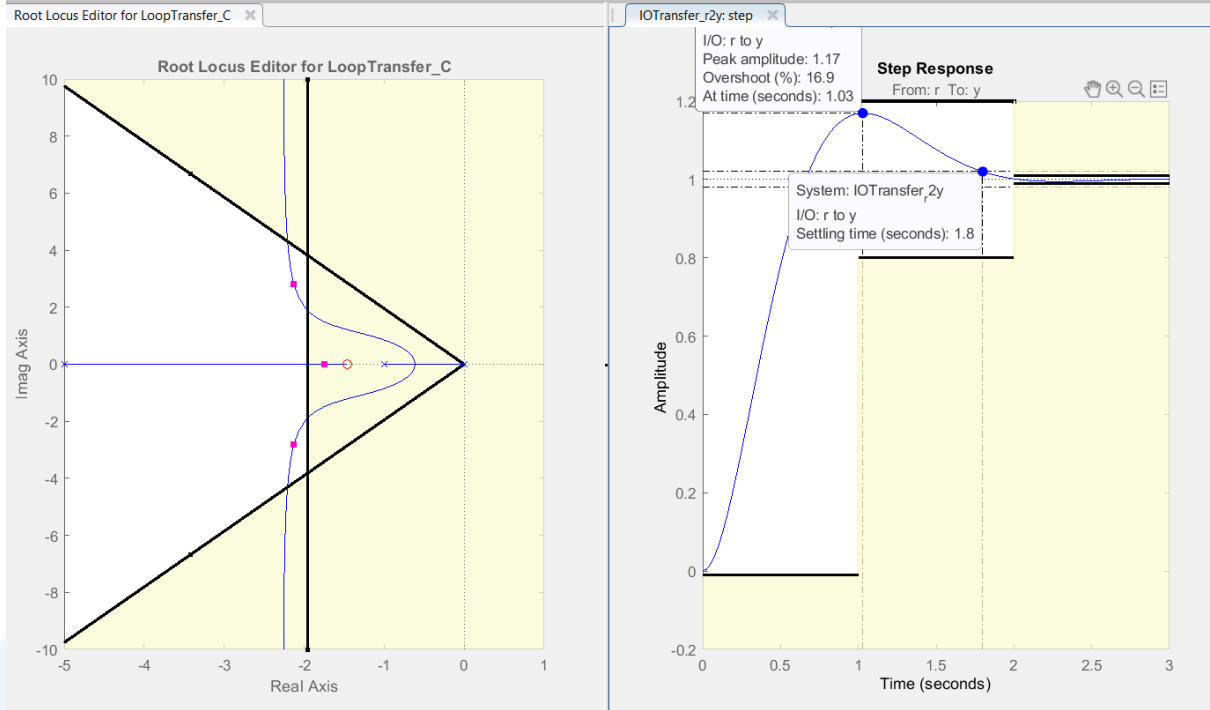 Root Locus Editor for LoopTransfer_C
IOTransfer_r2y: step
Root Locus Editor for LoopTransfer_C
10
8
6
4
2
0
-2
-4
-6
-8
-10
Imag Axis
-5
-4
-3
-2
-1
0
1
Real Axis
I/O: r to y
Peak amplitude: 1.17
Overshoot (%): 16.9
At time (seconds): 1.03
Step Response
From: r To: y
System: IOTransfer_r2y
I/O: r to y
Settling time (seconds): 1.8
1.2
1
0.8
0.6
0.4
0.2
0
-0.2
Amplitude
0
0.5
1
1.5
2
2.5
3
Time (seconds)